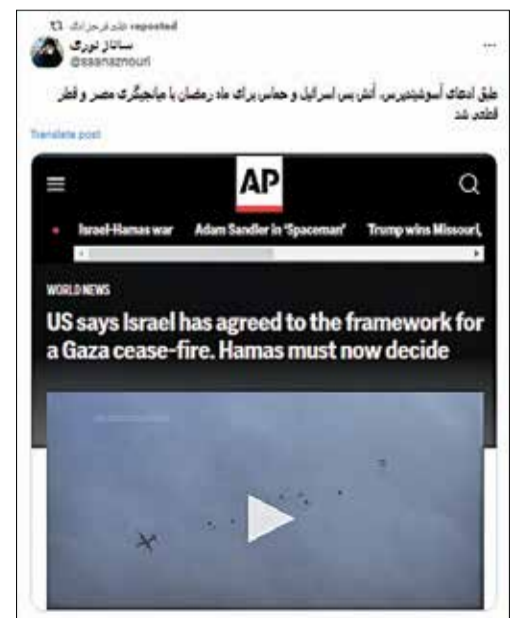 reposted
ساناز نوری
@saanaznouri
طبق ادعای آسوشیتدپرس، آتش بس اسرائیل و حماس برای ماه رمضان با میانجیگری مصر و قطر
قطعی شد
Translate post
AP
Israel-Hamas war Adam Sandler in 'Spaceman' Trump wins Missouri,
WORLD NEWS
US says Israel has agreed to the framework for
a Gaza cease-fire. Hamas must now decide